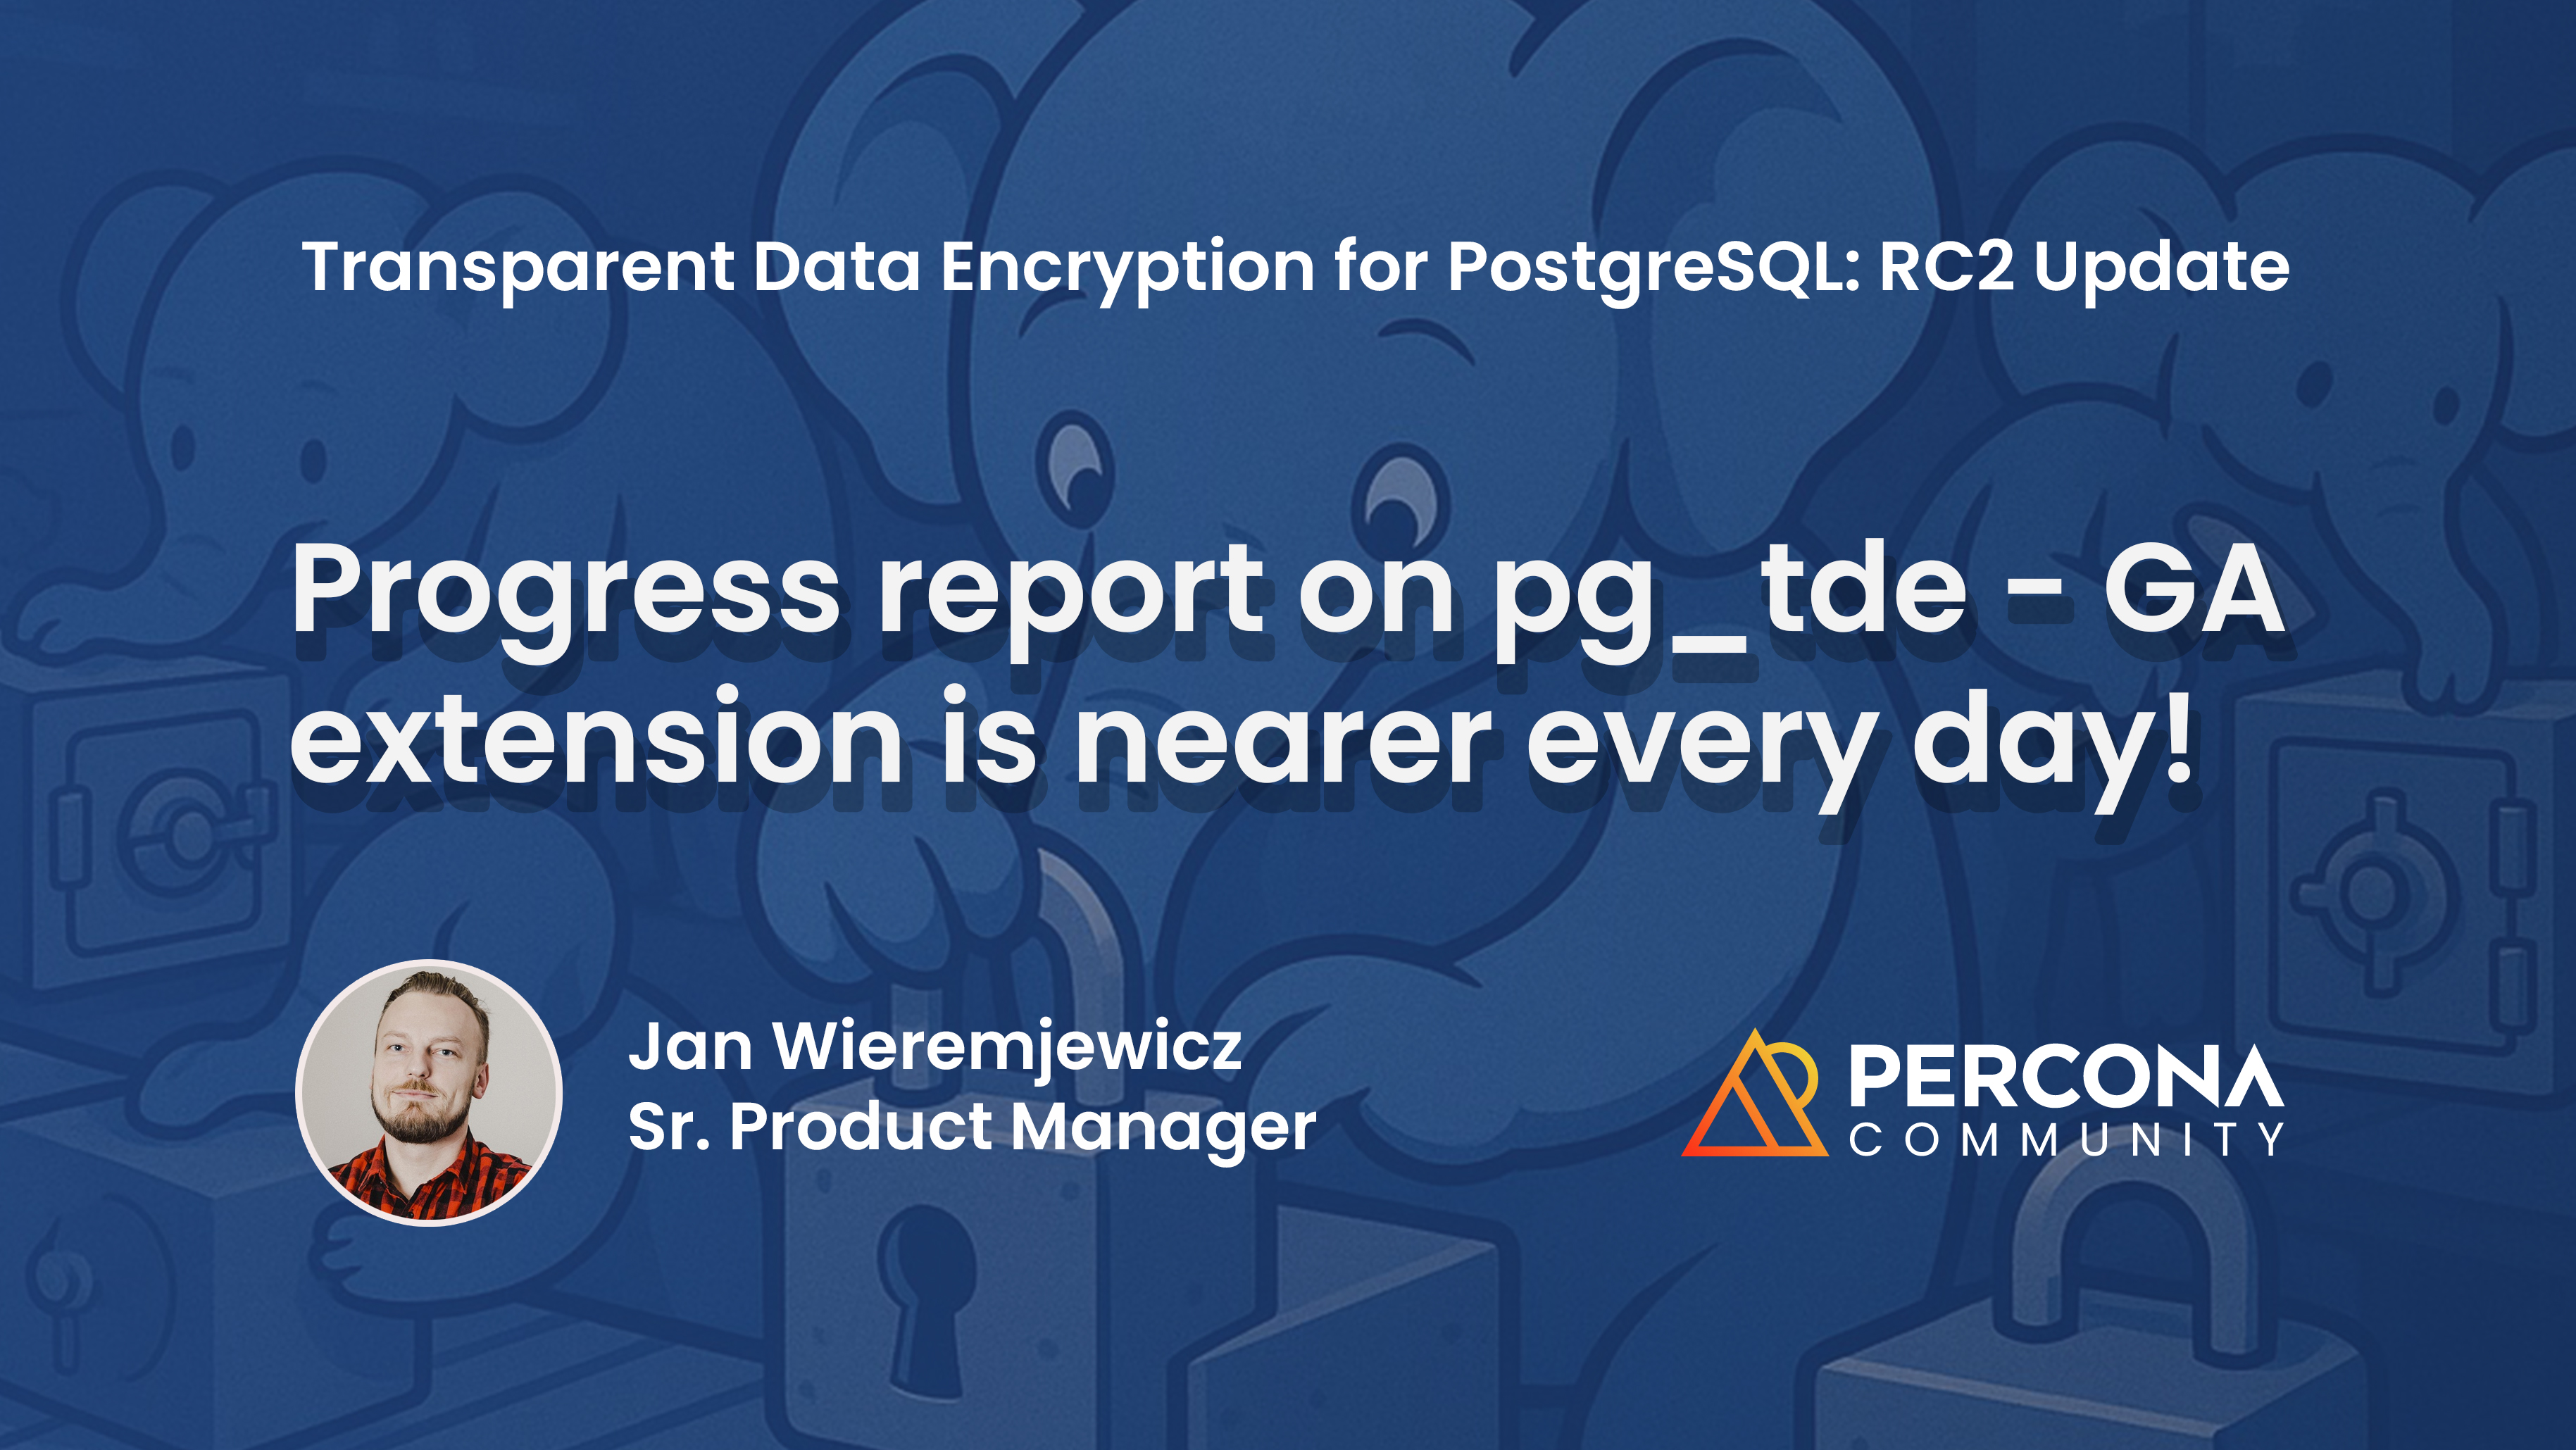 Transparent Data Encryption for PostgreSQL: RC2 Update
Progress report on pg_tde - GA
extension is nearer every day!
Jan Wieremjewicz
Sr. Product Manager
PERCONA
COMMUNITY